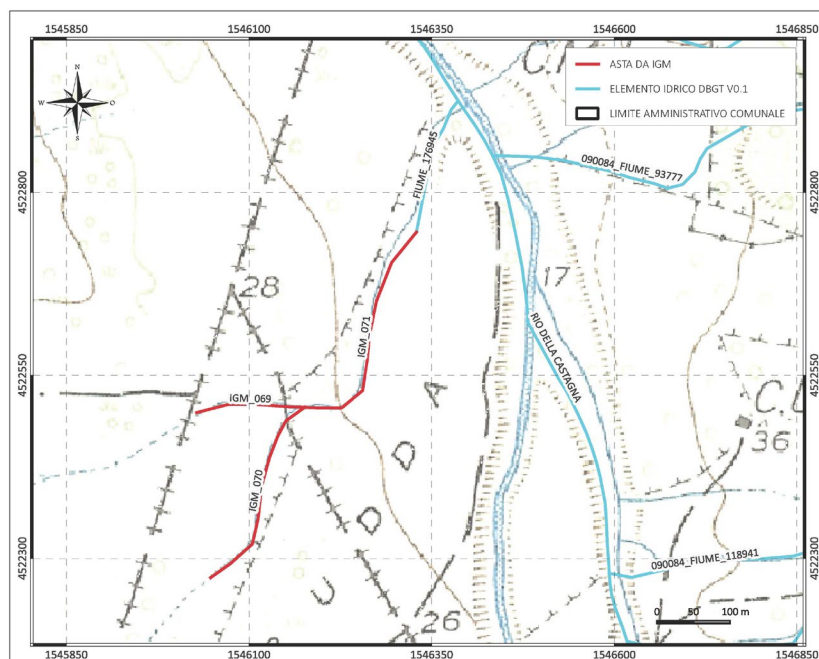 1545850 1546100 1546350 1546600 1546850
N
W O
S
ASTA DA IGM
ELEMENTO IDRICO DBGT V0.1
LIMITE AMMINISTRATIVO COMUNALE
FIUME_176945
090084_FIUME_93777
4522800 4522800
28
17
IGM_071
RIO DELLA CASTAGNA
4522550 4522550
IGM_069
A
36
D
IGM_070
D
4522300 4522300
090084_FIUME_118941
U
26
0 50 100 m
1545850 1546100 1546350 1546600 1546850